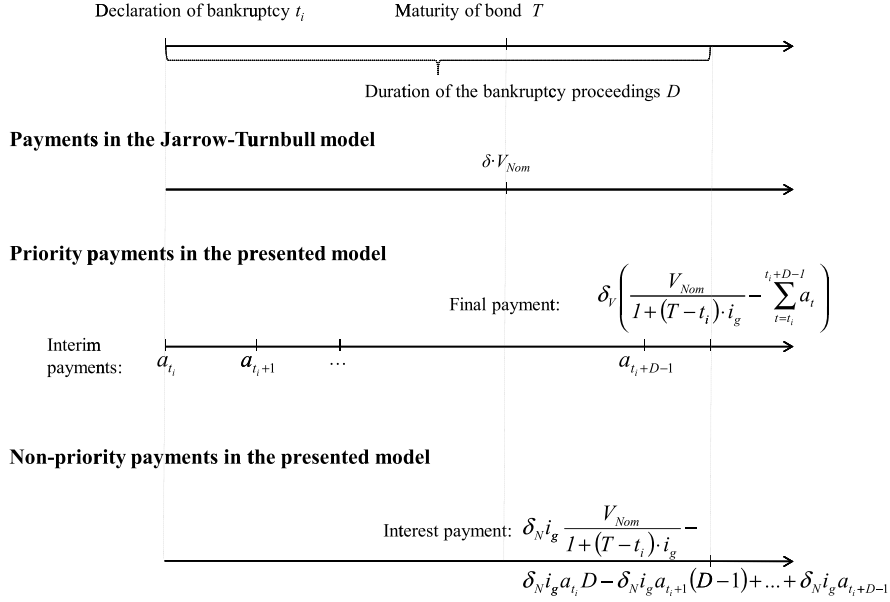 Declaration of bankruptcy t_i Maturity of bond T
Duration of the bankruptcy proceedings D
Payments in the Jarrow-Turnbull model
δ·V_Nom
Priority payments in the presented model
Final payment: δ_V ( V_Nom / 1+(T−t_i)·i_g − ∑_{t=t_i}^{t_i+D−1} a_t )
Interim
payments: a_{t_i} a_{t_i+1} ... a_{t_i+D−1}
Non-priority payments in the presented model
Interest payment: δ_N i_g V_Nom / 1+(T−t_i)·i_g −
δ_N i_g a_{t_i} D − δ_N i_g a_{t_i+1} (D−1)+...+ δ_N i_g a_{t_i+D−1}